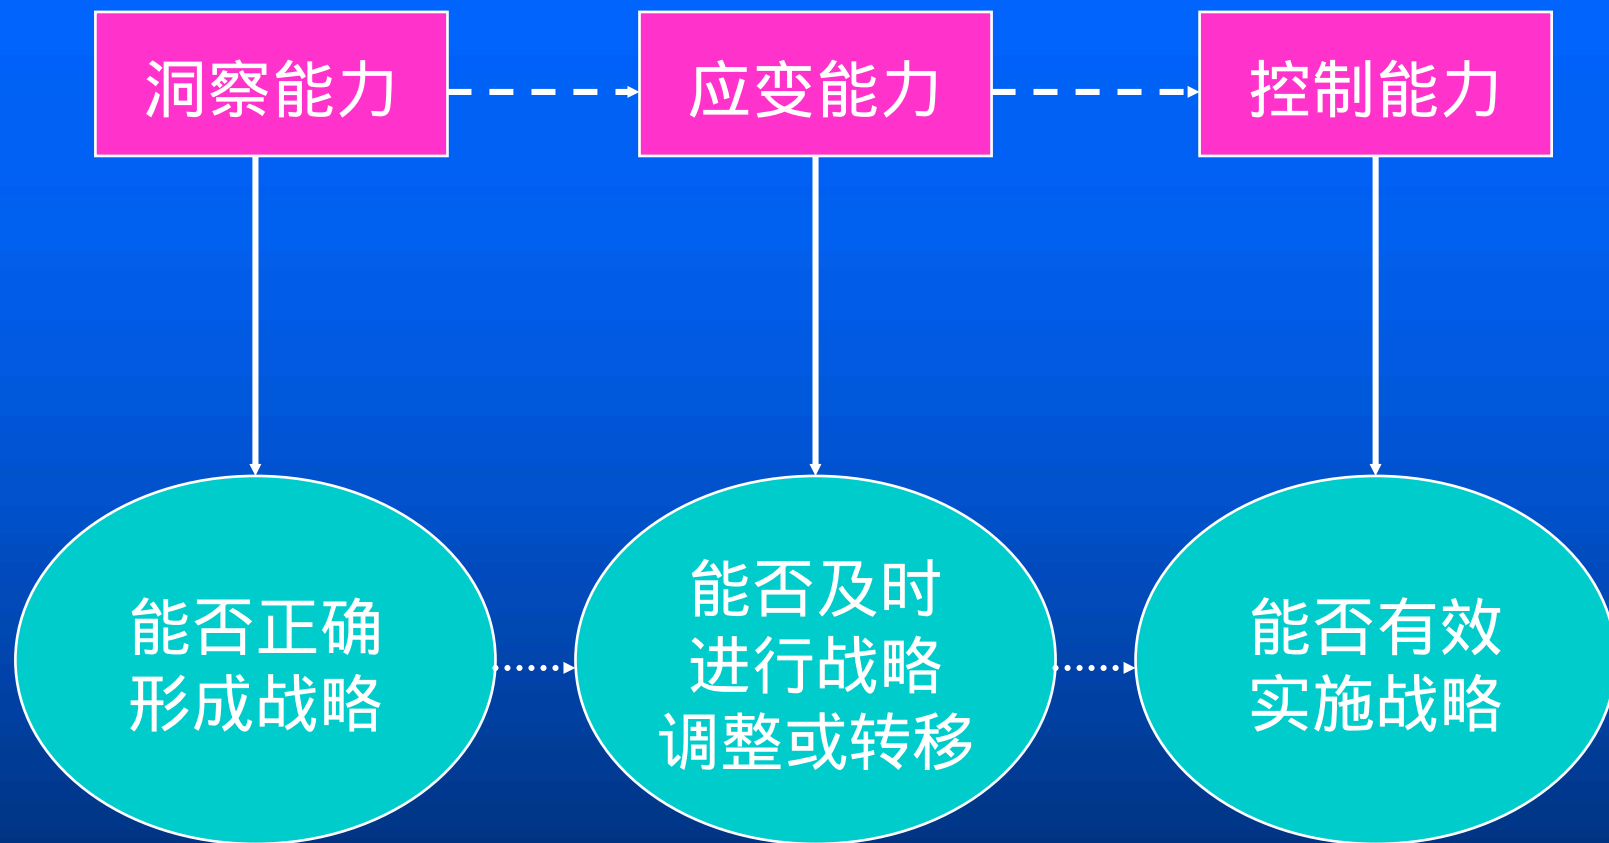 洞察能力
应变能力
控制能力
能否正确
形成战略
能否及时
进行战略
调整或转移
能否有效
实施战略